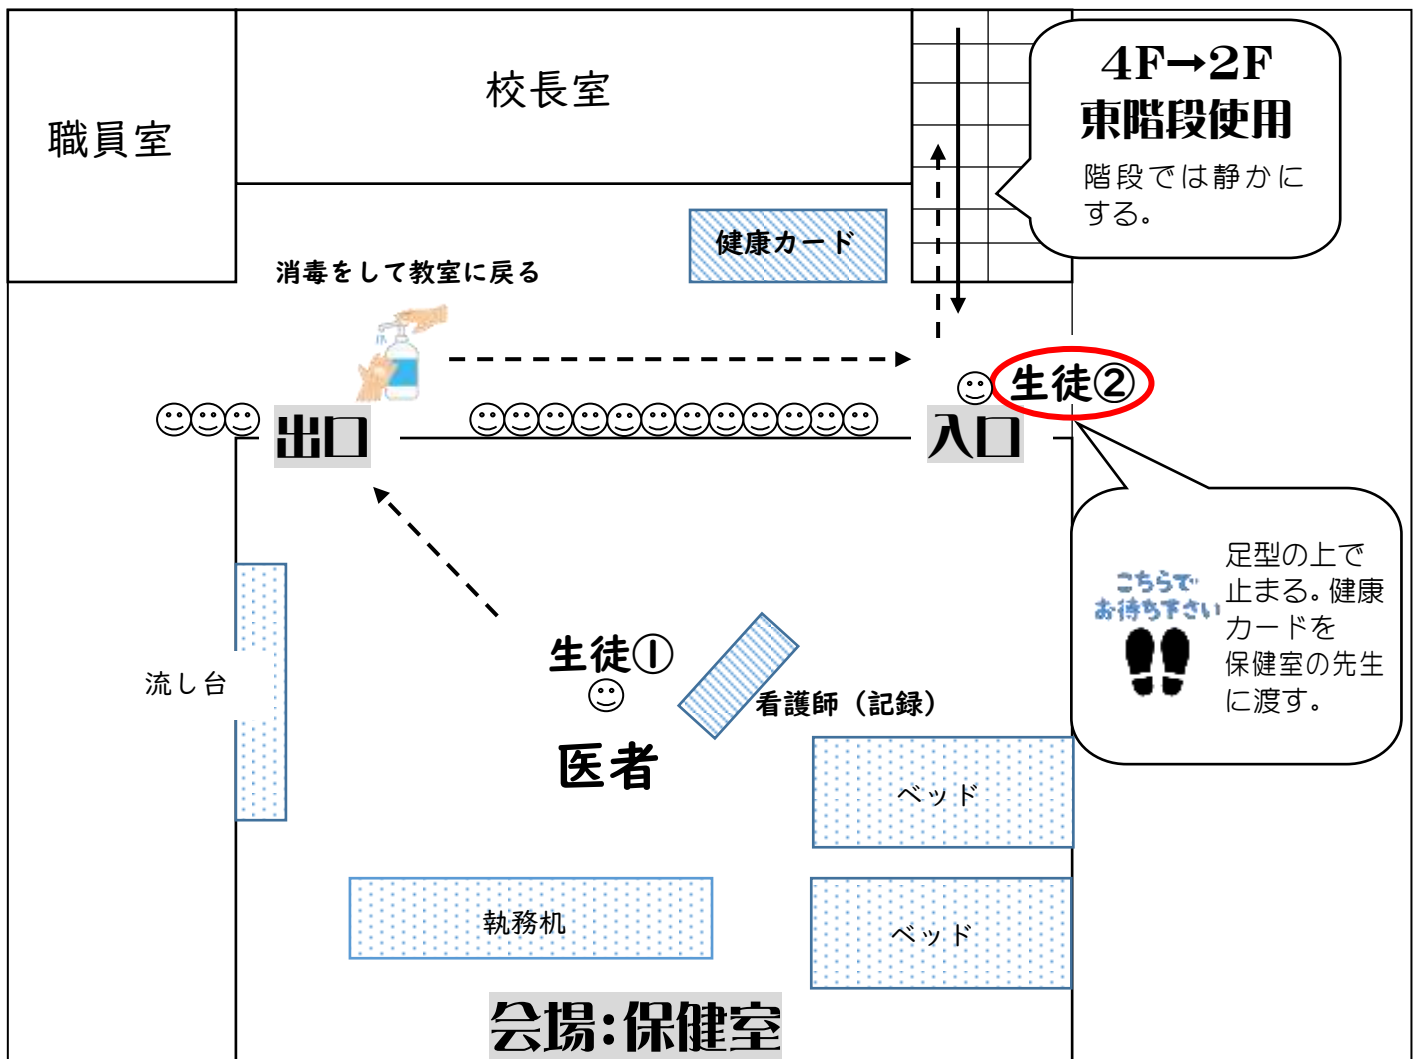 職員室
校長室
4F→2F
東階段使用
階段では静かに
する。
健康カード
消毒をして教室に戻る
生徒②
出口
入口
こちらで
お待ち下さい
足型の上で
止まる。健康
カードを
保健室の先生
に渡す。
生徒①
流し台
看護師（記録）
医者
ベッド
執務机
ベッド
会場：保健室